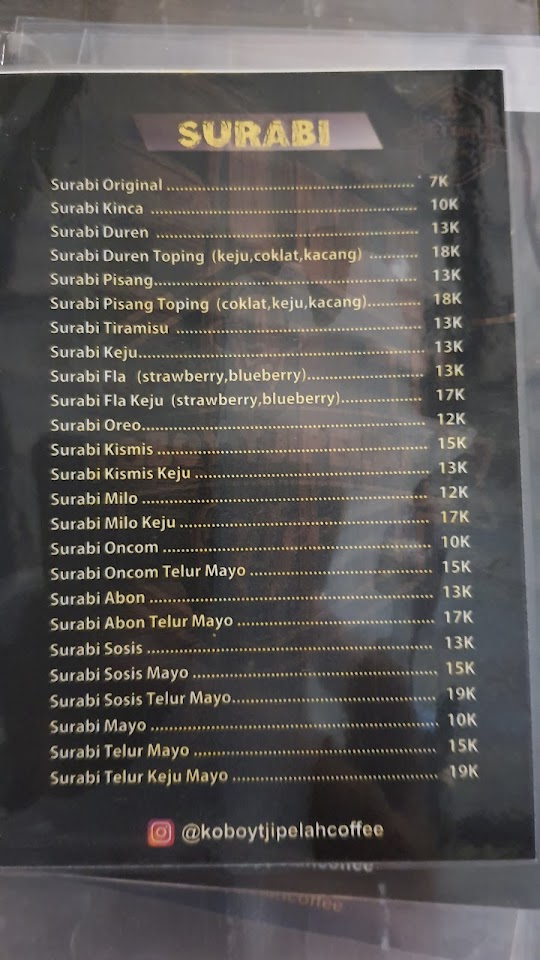 SURABI
Surabi Original ........................................................ 7K
Surabi Kinca ........................................................ 10K
Surabi Duren ........................................................ 13K
Surabi Duren Toping (keju,coklat,kacang) ........... 18K
Surabi Pisang........................................................ 13K
Surabi Pisang Toping (coklat,keju,kacang)............ 18K
Surabi Tiramisu ........................................................ 13K
Surabi Keju........................................................ 13K
Surabi Fla (strawberry,blueberry).......................... 13K
Surabi Fla Keju (strawberry,blueberry).................. 17K
Surabi Oreo........................................................ 12K
Surabi Kismis ........................................................ 15K
Surabi Kismis Keju .................................................. 13K
Surabi Milo ........................................................ 12K
Surabi Milo Keju ...................................................... 17K
Surabi Oncom ........................................................ 10K
Surabi Oncom Telur Mayo ....................................... 15K
Surabi Abon ........................................................ 13K
Surabi Abon Telur Mayo .......................................... 17K
Surabi Sosis ........................................................ 13K
Surabi Sosis Mayo .................................................... 15K
Surabi Sosis Telur Mayo........................................... 19K
Surabi Mayo ........................................................ 10K
Surabi Telur Mayo .................................................... 15K
Surabi Telur Keju Mayo ........................................... 19K
@koboytjipelahcoffee